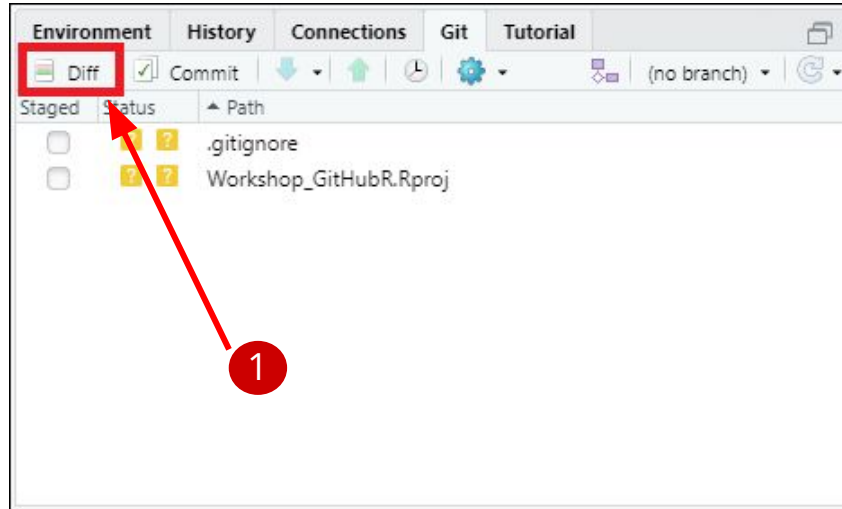 Environment History Connections Git Tutorial
Diff Commit (no branch)
Staged Status Path
? ? .gitignore
? ? Workshop_GitHubR.Rproj
1